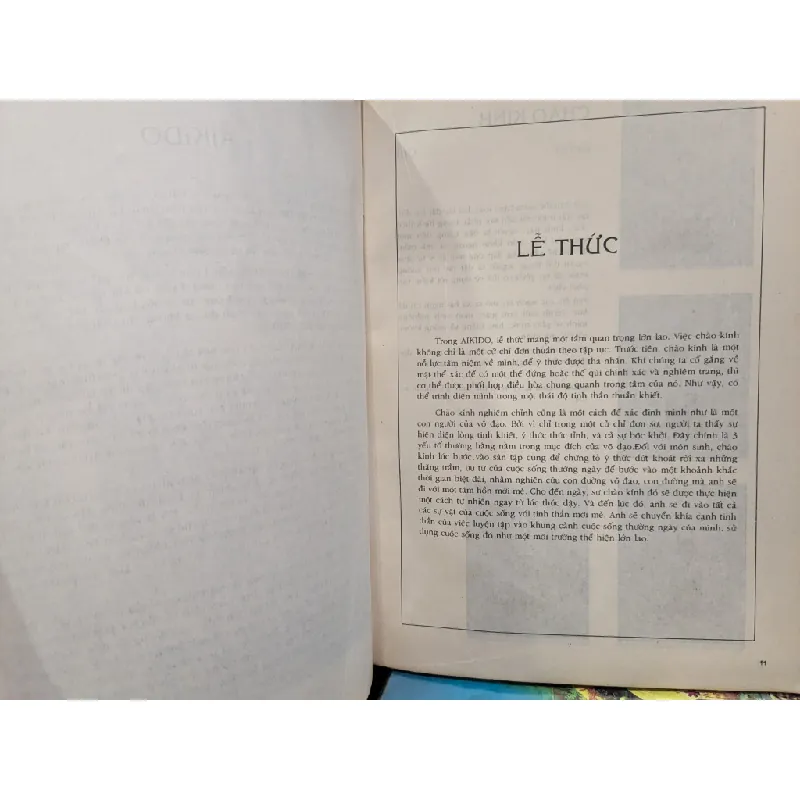 LỄ THỨC
Trong AIKIDO, lễ thức mang một tầm quan trọng lớn lao. Việc chào kính
không chỉ là một cử chỉ đơn thuần theo tập tục. Trước tiên, chào kính là một
nỗ lực tâm niệm về mình, để ý thức được tha nhân. Khi chúng ta cố gắng về
mặt thể xác để có một thế đứng hoặc thế quì chính xác và nghiêm trang, thì
cơ thể được phối hợp điều hòa chung quanh trọng tâm của nó. Như vậy, có
thể trình diện mình trong một thái độ tinh thần thuần khiết.
Chào kính nghiêm chỉnh cũng là một cách để xác định mình như là một
con người của võ đạo. Bởi vì chỉ trong một cử chỉ đơn sơ, người ta thấy sự
hiện diện lòng tinh khiết, ý thức thức tỉnh, và cả sự bộc khởi. Đây chính là 3
yếu tố thường hằng nằm trong mục đích của võ đạo.Đối với môn sinh, chào
kính lúc bước vào sân tập cung để chứng tỏ ý thức dứt khoát rời xa những
thăng trầm, ưu tư của cuộc sống thường ngày để bước vào một khoảnh khắc
thời gian biệt đãi, nhằm nghiên cứu con đường võ đạo, con đường mà anh sẽ
đi với một tâm hồn mới mẻ. Cho đến ngày, sự chào kính đó sẽ được thực hiện
một cách tự nhiên ngay từ lúc thức dậy. Và đến lúc đó, anh sẽ đi vào tất cả
các sự vật của cuộc sống với tinh thần mới mẻ. Anh sẽ chuyển khía cạnh tinh
thần của việc luyện tập vào khung cảnh cuộc sống thường ngày của mình, sử
dụng cuộc sống đó như một môi trường thể hiện lớn lao.
11